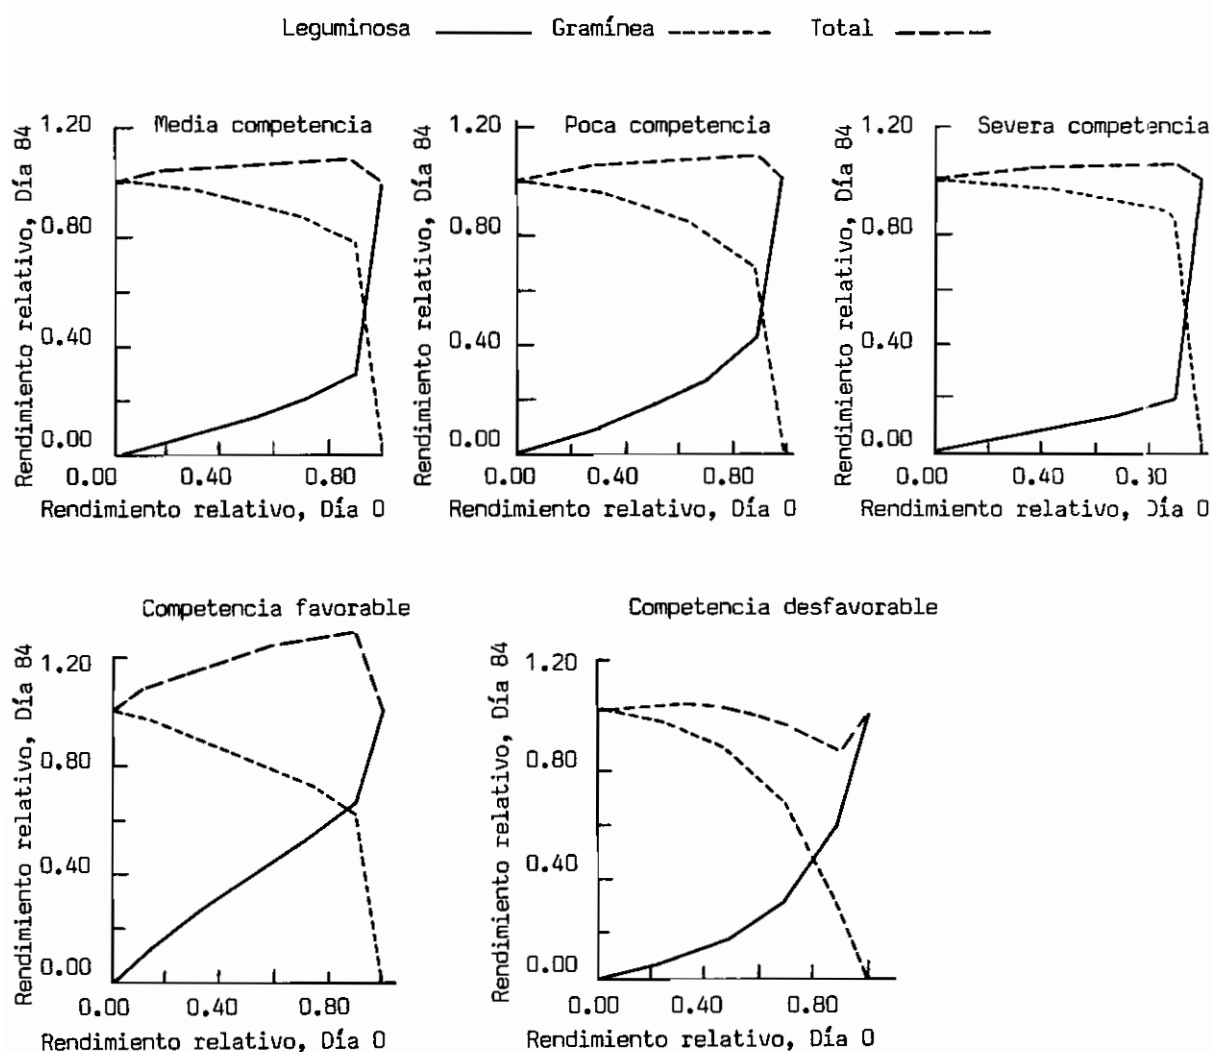 Leguminosa Gramínea Total
Media competencia
Rendimiento relativo, Día 84
1.20
0.80
0.40
0.00
0.00 0.40 0.80
Rendimiento relativo, Día 0
Poca competencia
Rendimiento relativo, Día 84
1.20
0.80
0.40
0.00
0.00 0.40 0.80
Rendimiento relativo, Día 0
Severa competencia
Rendimiento relativo, Día 84
1.20
0.80
0.40
0.00
0.00 0.40 0.30
Rendimiento relativo, Día 0
Competencia favorable
Rendimiento relativo, Día 84
1.20
0.80
0.40
0.00
0.00 0.40 0.80
Rendimiento relativo, Día 0
Competencia desfavorable
Rendimiento relativo, Día 84
1.20
0.80
0.40
0.00
0.00 0.40 0.80
Rendimiento relativo, Día 0